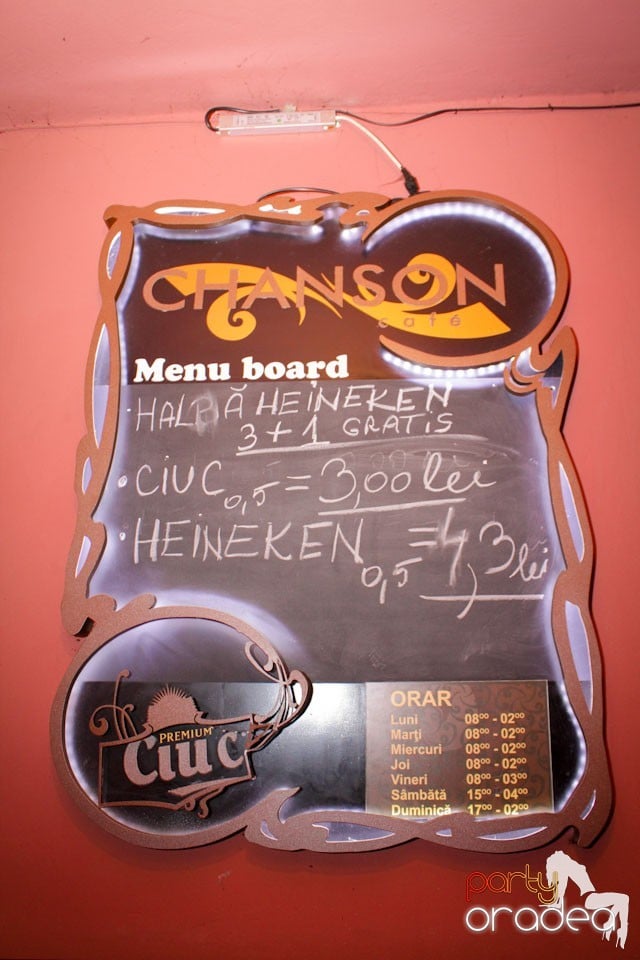 CHANSON
café
Menu board
• HALBĂ HEINEKEN
3+1 GRATIS
• CIUC 0,5 = 3,00 lei
• HEINEKEN 0,5 = 4,3 lei
PREMIUM
Ciuc
ORAR
Luni 08⁰⁰ - 02⁰⁰
Marți 08⁰⁰ - 02⁰⁰
Miercuri 08⁰⁰ - 02⁰⁰
Joi 08⁰⁰ - 02⁰⁰
Vineri 08⁰⁰ - 03⁰⁰
Sâmbătă 15⁰⁰ - 04⁰⁰
Duminică 17⁰⁰ - 02⁰⁰
party
oradea